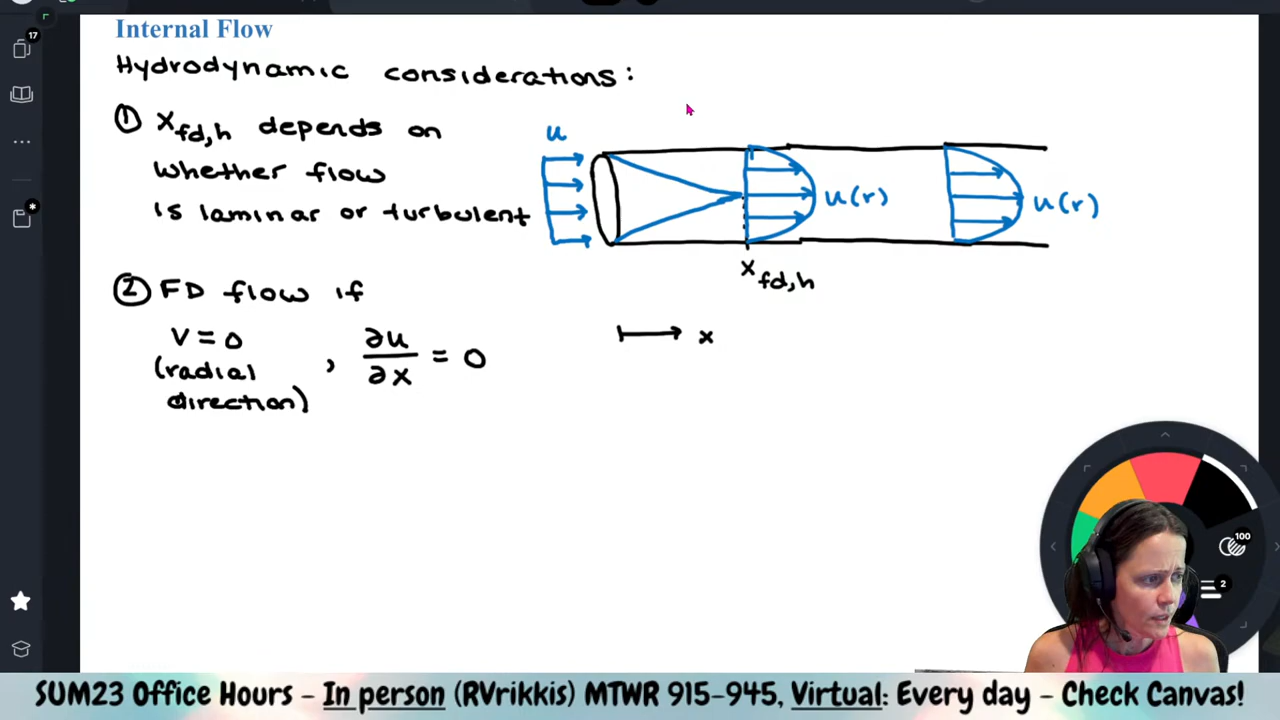 17
Internal Flow
Hydrodynamic considerations:
① x fd,h depends on
whether flow
is laminar or turbulent
u
u(r)
u(r)
x fd,h
② FD flow if
v = 0
(radial
direction)
, ∂u/∂x = 0
x
100
2
SUM23 Office Hours - In person (RVrikkis) MTWR 915-945, Virtual: Every day - Check Canvas!